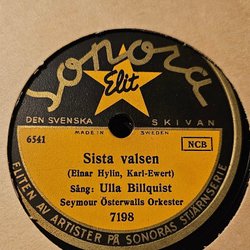 Sonora
Elit
DEN SVENSKA SKIVAN
6541 MADE IN SWEDEN NCB
Sista valsen
(Einar Hylin, Karl-Ewert)
Sång: Ulla Billquist
Seymour Österwalls Orkester
7198
FLITEN AV ARTISTER PÅ SONORAS STJÄRNSERIE